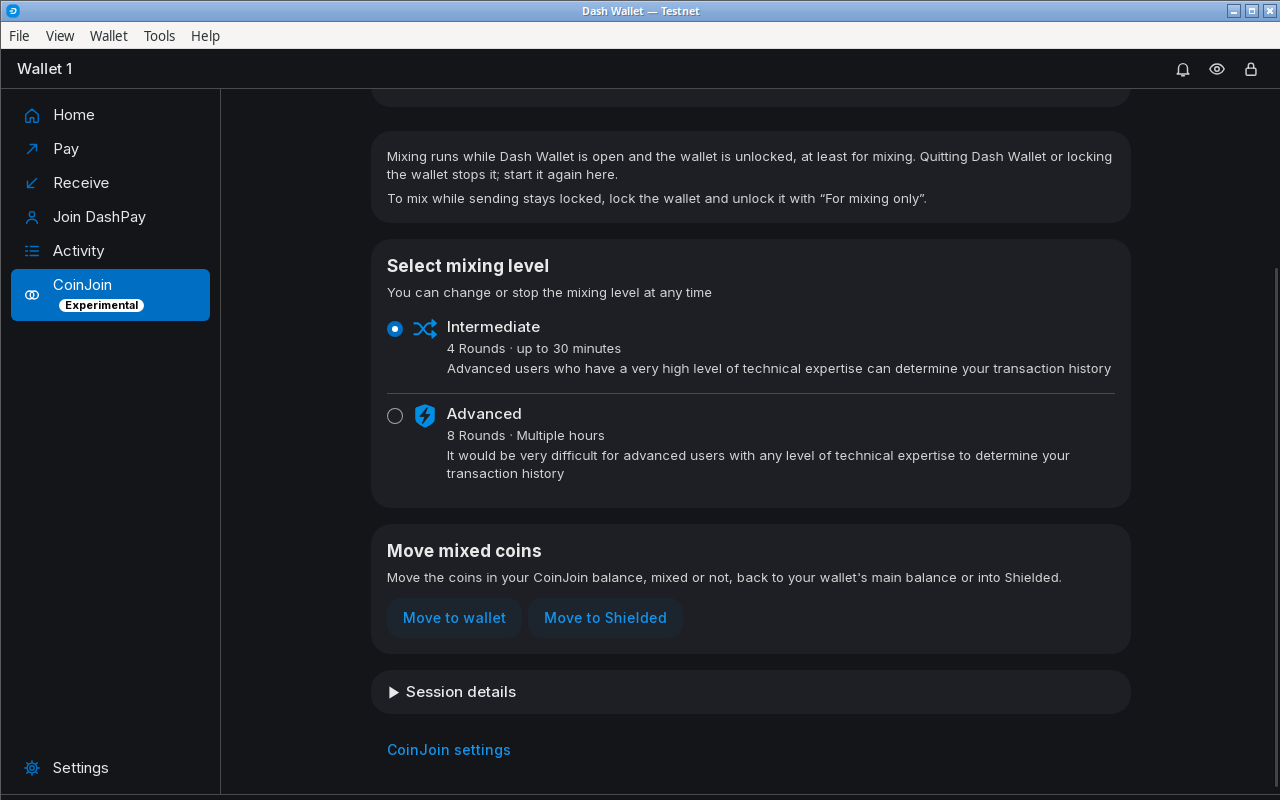 Dash Wallet — Testnet
File View Wallet Tools Help
Wallet 1
Home
Pay
Receive
Join DashPay
Activity
CoinJoin
Experimental
Settings
Mixing runs while Dash Wallet is open and the wallet is unlocked, at least for mixing. Quitting Dash Wallet or locking
the wallet stops it; start it again here.
To mix while sending stays locked, lock the wallet and unlock it with “For mixing only”.
Select mixing level
You can change or stop the mixing level at any time
Intermediate
4 Rounds · up to 30 minutes
Advanced users who have a very high level of technical expertise can determine your transaction history
Advanced
8 Rounds · Multiple hours
It would be very difficult for advanced users with any level of technical expertise to determine your
transaction history
Move mixed coins
Move the coins in your CoinJoin balance, mixed or not, back to your wallet's main balance or into Shielded.
Move to wallet Move to Shielded
Session details
CoinJoin settings